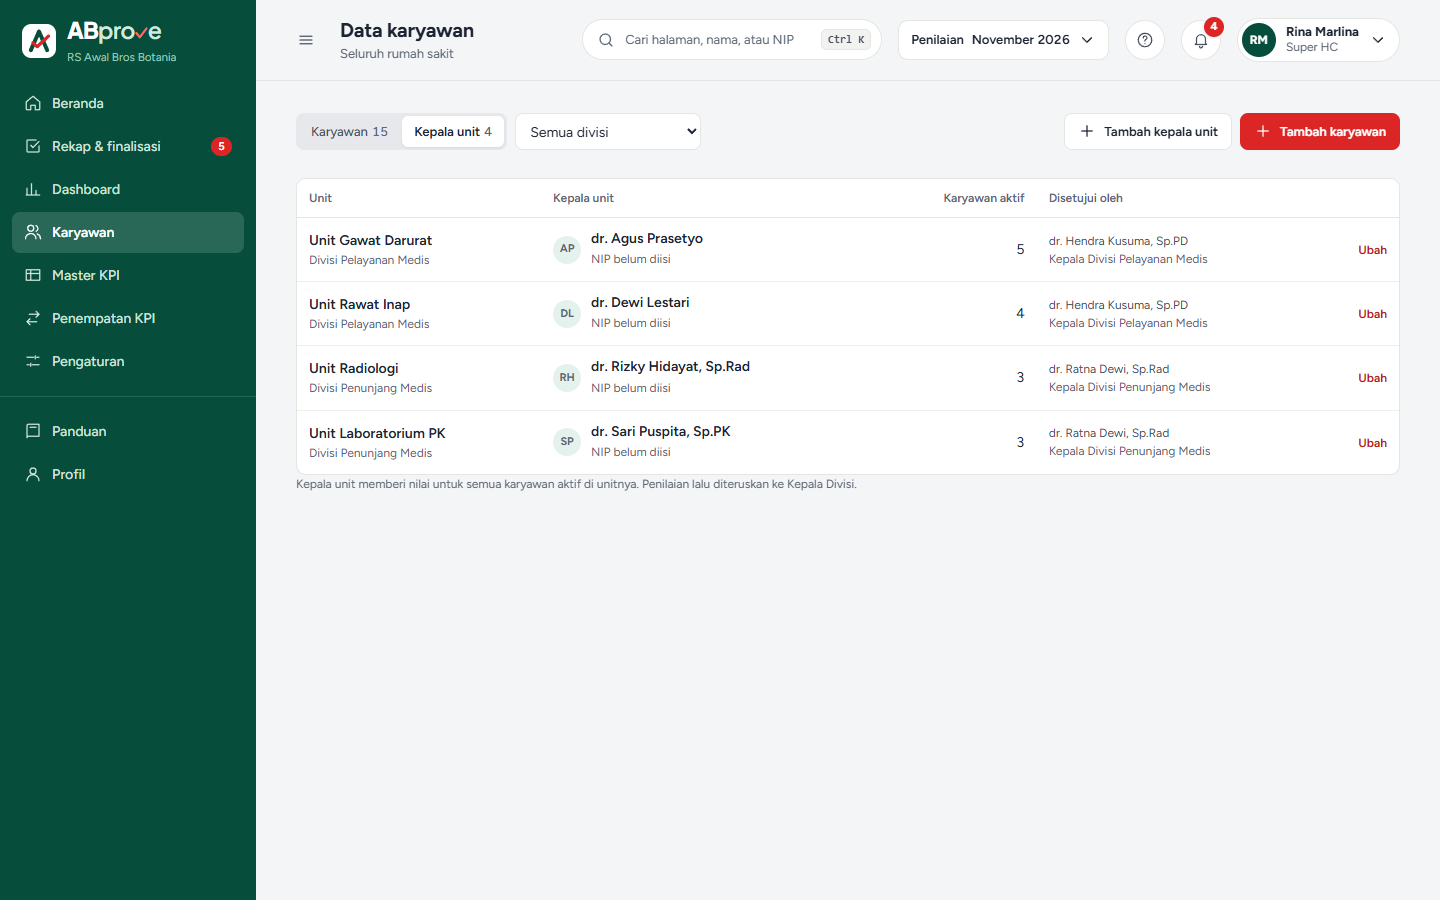 ABprove
RS Awal Bros Botania
Beranda
Rekap & finalisasi 5
Dashboard
Karyawan
Master KPI
Penempatan KPI
Pengaturan
Panduan
Profil
Data karyawan
Seluruh rumah sakit
Cari halaman, nama, atau NIP Ctrl K
Penilaian November 2026
4
RM
Rina Marlina
Super HC
Karyawan 15 Kepala unit 4 Semua divisi
Tambah kepala unit
Tambah karyawan
Unit Kepala unit Karyawan aktif Disetujui oleh
Unit Gawat Darurat
Divisi Pelayanan Medis
AP
dr. Agus Prasetyo
NIP belum diisi
5
dr. Hendra Kusuma, Sp.PD
Kepala Divisi Pelayanan Medis
Ubah
Unit Rawat Inap
Divisi Pelayanan Medis
DL
dr. Dewi Lestari
NIP belum diisi
4
dr. Hendra Kusuma, Sp.PD
Kepala Divisi Pelayanan Medis
Ubah
Unit Radiologi
Divisi Penunjang Medis
RH
dr. Rizky Hidayat, Sp.Rad
NIP belum diisi
3
dr. Ratna Dewi, Sp.Rad
Kepala Divisi Penunjang Medis
Ubah
Unit Laboratorium PK
Divisi Penunjang Medis
SP
dr. Sari Puspita, Sp.PK
NIP belum diisi
3
dr. Ratna Dewi, Sp.Rad
Kepala Divisi Penunjang Medis
Ubah
Kepala unit memberi nilai untuk semua karyawan aktif di unitnya. Penilaian lalu diteruskan ke Kepala Divisi.